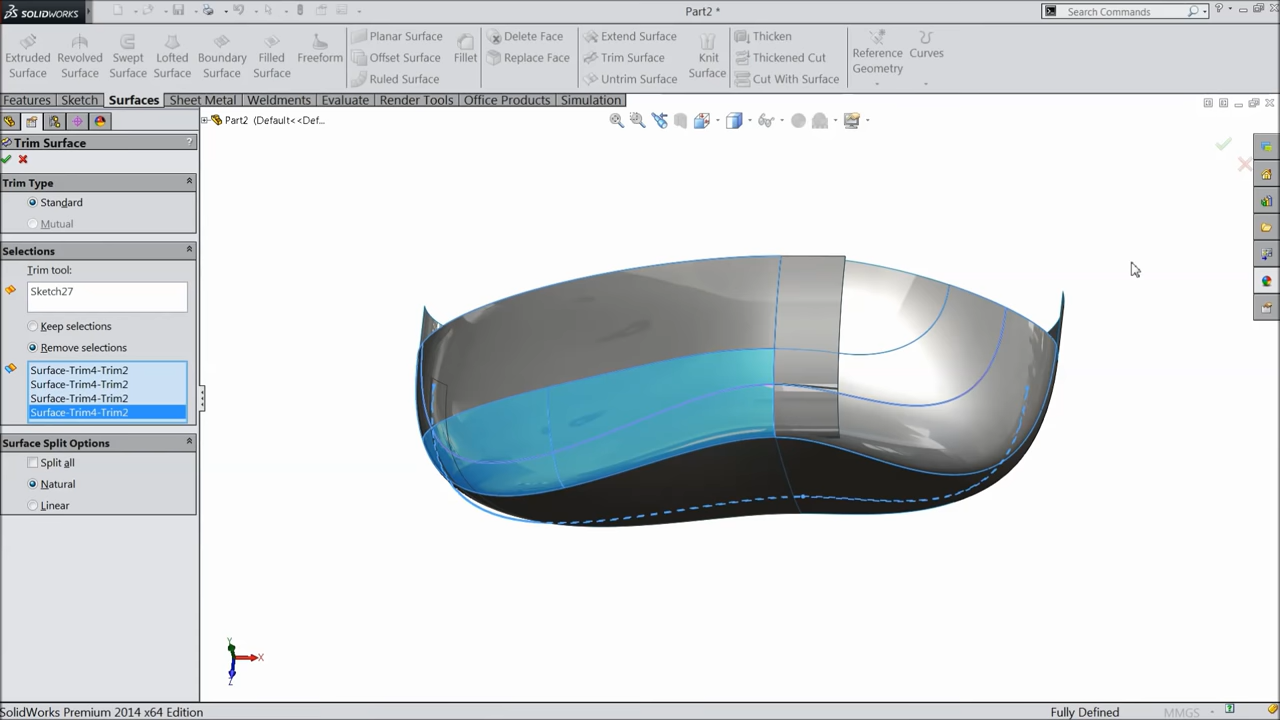 SOLIDWORKS
Part2 *
Search Commands
Extruded Surface
Revolved Surface
Swept Surface
Lofted Surface
Boundary Surface
Filled Surface
Freeform
Planar Surface
Offset Surface
Ruled Surface
Fillet
Delete Face
Replace Face
Extend Surface
Trim Surface
Untrim Surface
Knit Surface
Thicken
Thickened Cut
Cut With Surface
Reference Geometry
Curves
Features
Sketch
Surfaces
Sheet Metal
Weldments
Evaluate
Render Tools
Office Products
Simulation
Part2 (Default<<Def...
Trim Surface
?
Trim Type
Standard
Mutual
Selections
Trim tool:
Sketch27
Keep selections
Remove selections
Surface-Trim4-Trim2
Surface-Trim4-Trim2
Surface-Trim4-Trim2
Surface-Trim4-Trim2
Surface Split Options
Split all
Natural
Linear
Y
X
Z
SolidWorks Premium 2014 x64 Edition
Fully Defined
MMGS